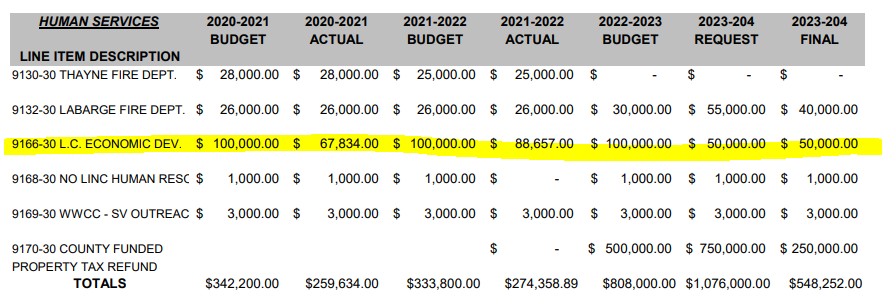 HUMAN SERVICES 2020-2021 2020-2021 2021-2022 2021-2022 2022-2023 2023-204 2023-204
BUDGET ACTUAL BUDGET ACTUAL BUDGET REQUEST FINAL
LINE ITEM DESCRIPTION
9130-30 THAYNE FIRE DEPT. $ 28,000.00 $ 28,000.00 $ 25,000.00 $ 25,000.00 $ - $ - $ -
9132-30 LABARGE FIRE DEPT. $ 26,000.00 $ 26,000.00 $ 26,000.00 $ 26,000.00 $ 30,000.00 $ 55,000.00 $ 40,000.00
9166-30 L.C. ECONOMIC DEV. $ 100,000.00 $ 67,834.00 $ 100,000.00 $ 88,657.00 $ 100,000.00 $ 50,000.00 $ 50,000.00
9168-30 NO LINC HUMAN RESC $ 1,000.00 $ 1,000.00 $ 1,000.00 $ - $ 1,000.00 $ 1,000.00 $ 1,000.00
9169-30 WWCC - SV OUTREAC $ 3,000.00 $ 3,000.00 $ 3,000.00 $ 3,000.00 $ 3,000.00 $ 3,000.00 $ 3,000.00
9170-30 COUNTY FUNDED $ - $ 500,000.00 $ 750,000.00 $ 250,000.00
PROPERTY TAX REFUND
TOTALS $342,200.00 $259,634.00 $333,800.00 $274,358.89 $808,000.00 $1,076,000.00 $548,252.00